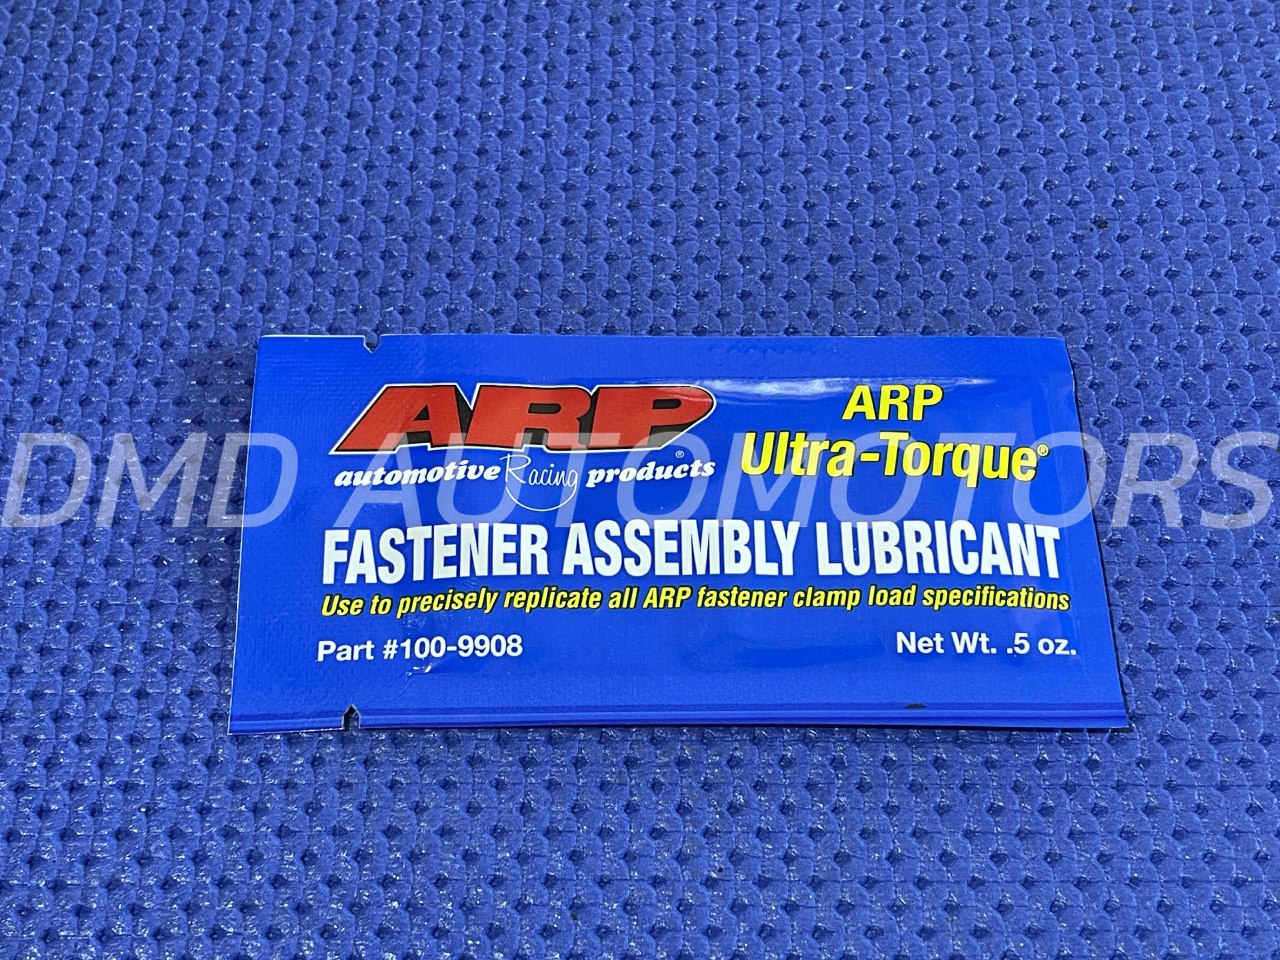 ARP
automotive Racing products®
ARP
Ultra-Torque®
DMD AUTOMOTORS
FASTENER ASSEMBLY LUBRICANT
Use to precisely replicate all ARP fastener clamp load specifications
Part #100-9908
Net Wt. .5 oz.